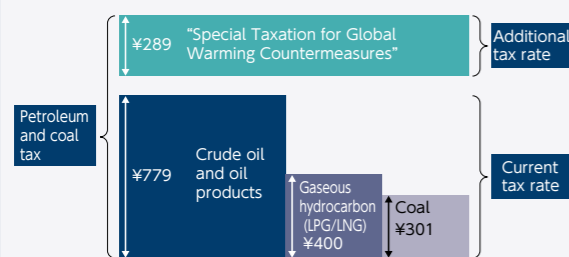 Petroleum
and coal
tax
¥289
“Special Taxation for Global
Warming Countermeasures”
Additional
tax rate
¥779
Crude oil
and oil
products
Gaseous
hydrocarbon
(LPG/LNG)
¥400
Coal
¥301
Current
tax rate